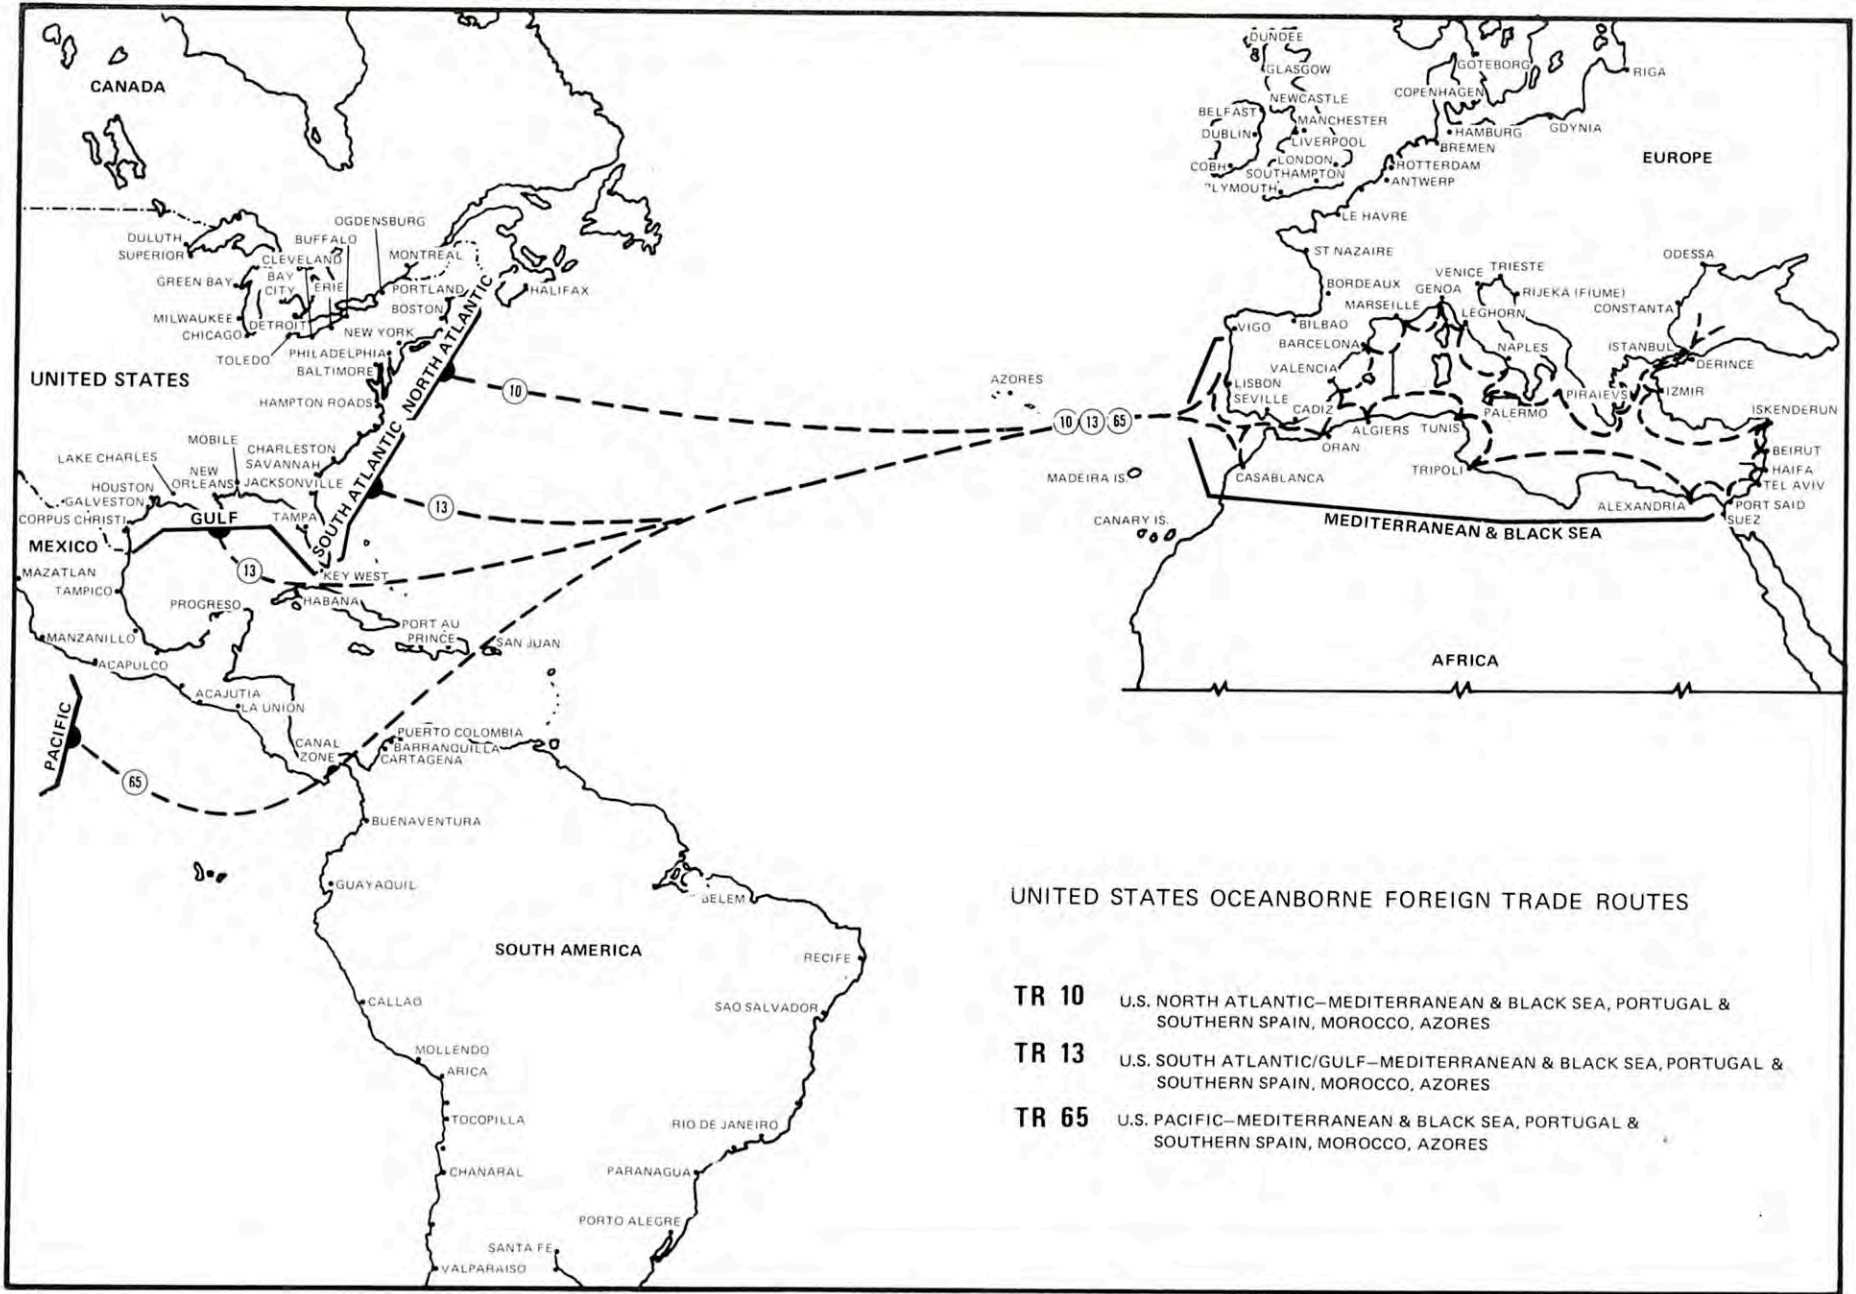 CANADA
OGDENSBURG
BUFFALO
DULUTH
SUPERIOR
CLEVELAND
MONTREAL
BAY
CITY
ERIE
GREEN BAY
PORTLAND
HALIFAX
BOSTON
MILWAUKEE
DETROIT
CHICAGO
NEW YORK
TOLEDO
PHILADELPHIA
BALTIMORE
UNITED STATES
HAMPTON ROADS
NORTH ATLANTIC
SOUTH ATLANTIC
10
MOBILE
CHARLESTON
LAKE CHARLES
SAVANNAH
NEW
ORLEANS
JACKSONVILLE
HOUSTON
GALVESTON
CORPUS CHRISTI
GULF
TAMPA
13
MEXICO
13
KEY WEST
MAZATLAN
TAMPICO
HABANA
PROGRESO
PORT AU
PRINCE
SAN JUAN
MANZANILLO
ACAPULCO
ACAJUTIA
LA UNION
PACIFIC
65
CANAL
ZONE
PUERTO COLOMBIA
BARRANQUILLA
CARTAGENA
BUENAVENTURA
GUAYAQUIL
BELEM
SOUTH AMERICA
RECIFE
CALLAO
SAO SALVADOR
MOLLENDO
ARICA
TOCOPILLA
RIO DE JANEIRO
CHANARAL
PARANAGUA
PORTO ALEGRE
SANTA FE
VALPARAISO
DUNDEE
GLASGOW
GOTEBORG
RIGA
COPENHAGEN
NEWCASTLE
BELFAST
MANCHESTER
DUBLIN
LIVERPOOL
HAMBURG
GDYNIA
BREMEN
EUROPE
COBH
LONDON
ROTTERDAM
SOUTHAMPTON
ANTWERP
PLYMOUTH
LE HAVRE
ST NAZAIRE
ODESSA
BORDEAUX
VENICE
TRIESTE
GENOA
RIJEKA (FIUME)
MARSEILLE
LEGHORN
CONSTANTA
VIGO
BILBAO
BARCELONA
NAPLES
ISTANBUL
DERINCE
VALENCIA
AZORES
LISBON
SEVILLE
PIRAIEVS
IZMIR
10 13 65
CADIZ
PALERMO
ISKENDERUN
ALGIERS
TUNIS
ORAN
BEIRUT
MADEIRA IS.
CASABLANCA
TRIPOLI
HAIFA
TEL AVIV
CANARY IS.
ALEXANDRIA
PORT SAID
SUEZ
MEDITERRANEAN & BLACK SEA
AFRICA
UNITED STATES OCEANBORNE FOREIGN TRADE ROUTES
TR 10 U.S. NORTH ATLANTIC–MEDITERRANEAN & BLACK SEA, PORTUGAL &
SOUTHERN SPAIN, MOROCCO, AZORES
TR 13 U.S. SOUTH ATLANTIC/GULF–MEDITERRANEAN & BLACK SEA, PORTUGAL &
SOUTHERN SPAIN, MOROCCO, AZORES
TR 65 U.S. PACIFIC–MEDITERRANEAN & BLACK SEA, PORTUGAL &
SOUTHERN SPAIN, MOROCCO, AZORES